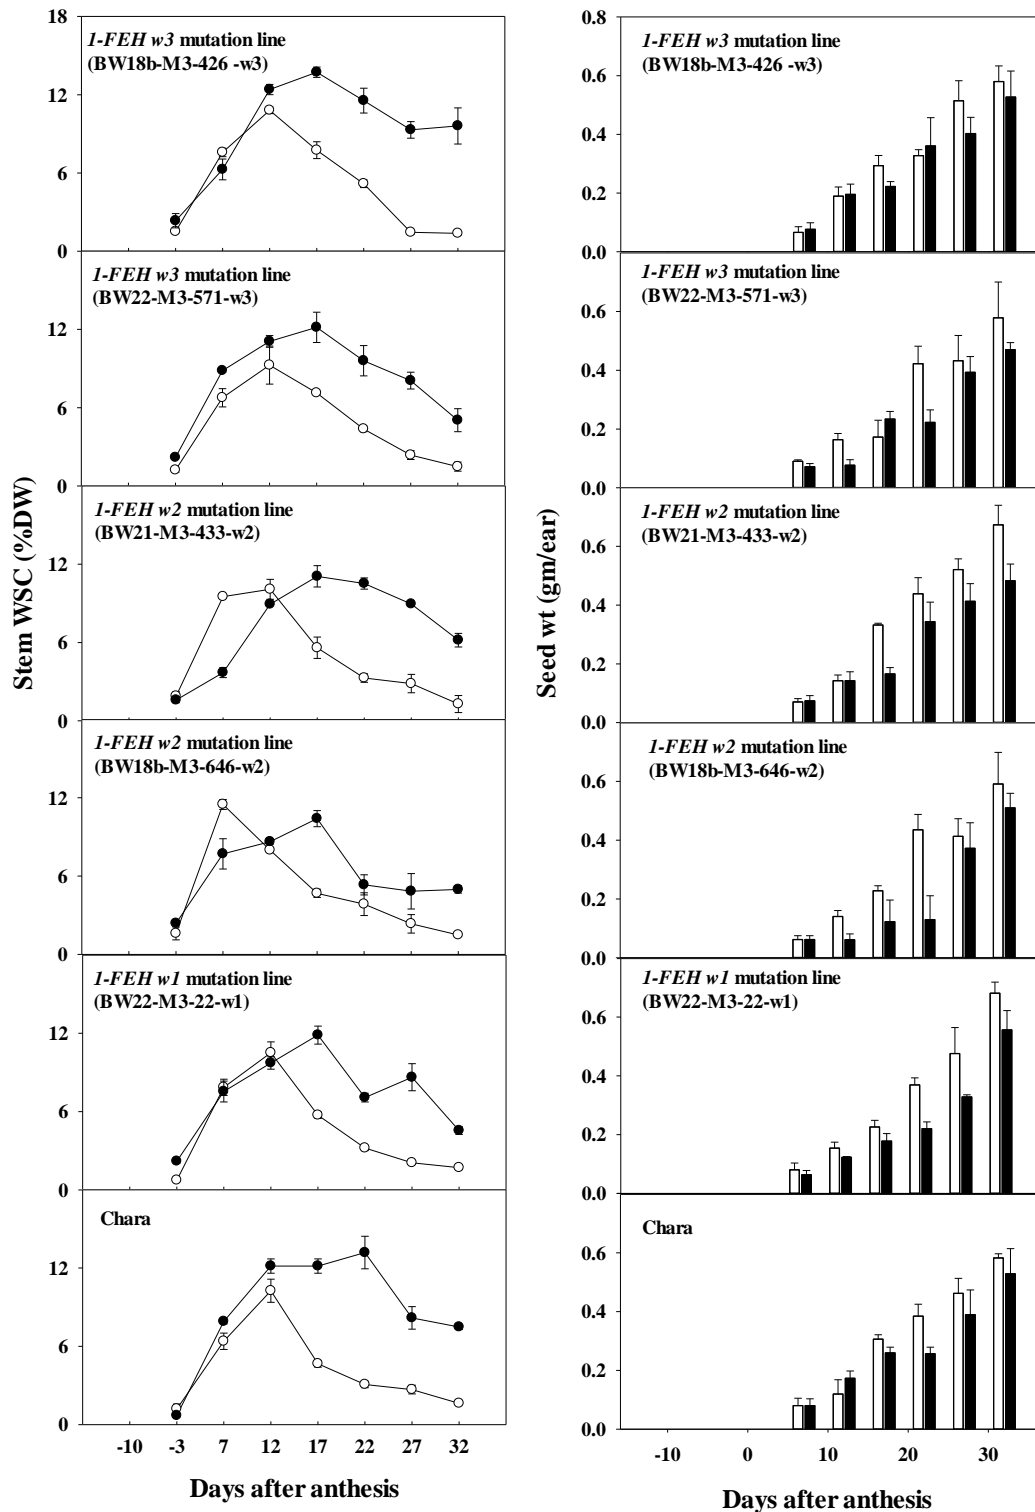 Stem WSC (%DW)
18
12
6
0
1-FEH w3 mutation line
(BW18b-M3-426 -w3)
12
6
0
1-FEH w3 mutation line
(BW22-M3-571-w3)
12
6
0
1-FEH w2 mutation line
(BW21-M3-433-w2)
12
6
0
1-FEH w2 mutation line
(BW18b-M3-646-w2)
12
6
0
1-FEH w1 mutation line
(BW22-M3-22-w1)
12
6
0
Chara
-10 -3 7 12 17 22 27 32
Days after anthesis
Seed wt (gm/ear)
0.8
0.6
0.4
0.2
0.0
1-FEH w3 mutation line
(BW18b-M3-426 -w3)
0.6
0.4
0.2
0.0
1-FEH w3 mutation line
(BW22-M3-571-w3)
0.6
0.4
0.2
0.0
1-FEH w2 mutation line
(BW21-M3-433-w2)
0.6
0.4
0.2
0.0
1-FEH w2 mutation line
(BW18b-M3-646-w2)
0.6
0.4
0.2
0.0
1-FEH w1 mutation line
(BW22-M3-22-w1)
0.6
0.4
0.2
0.0
Chara
-10 0 10 20 30
Days after anthesis